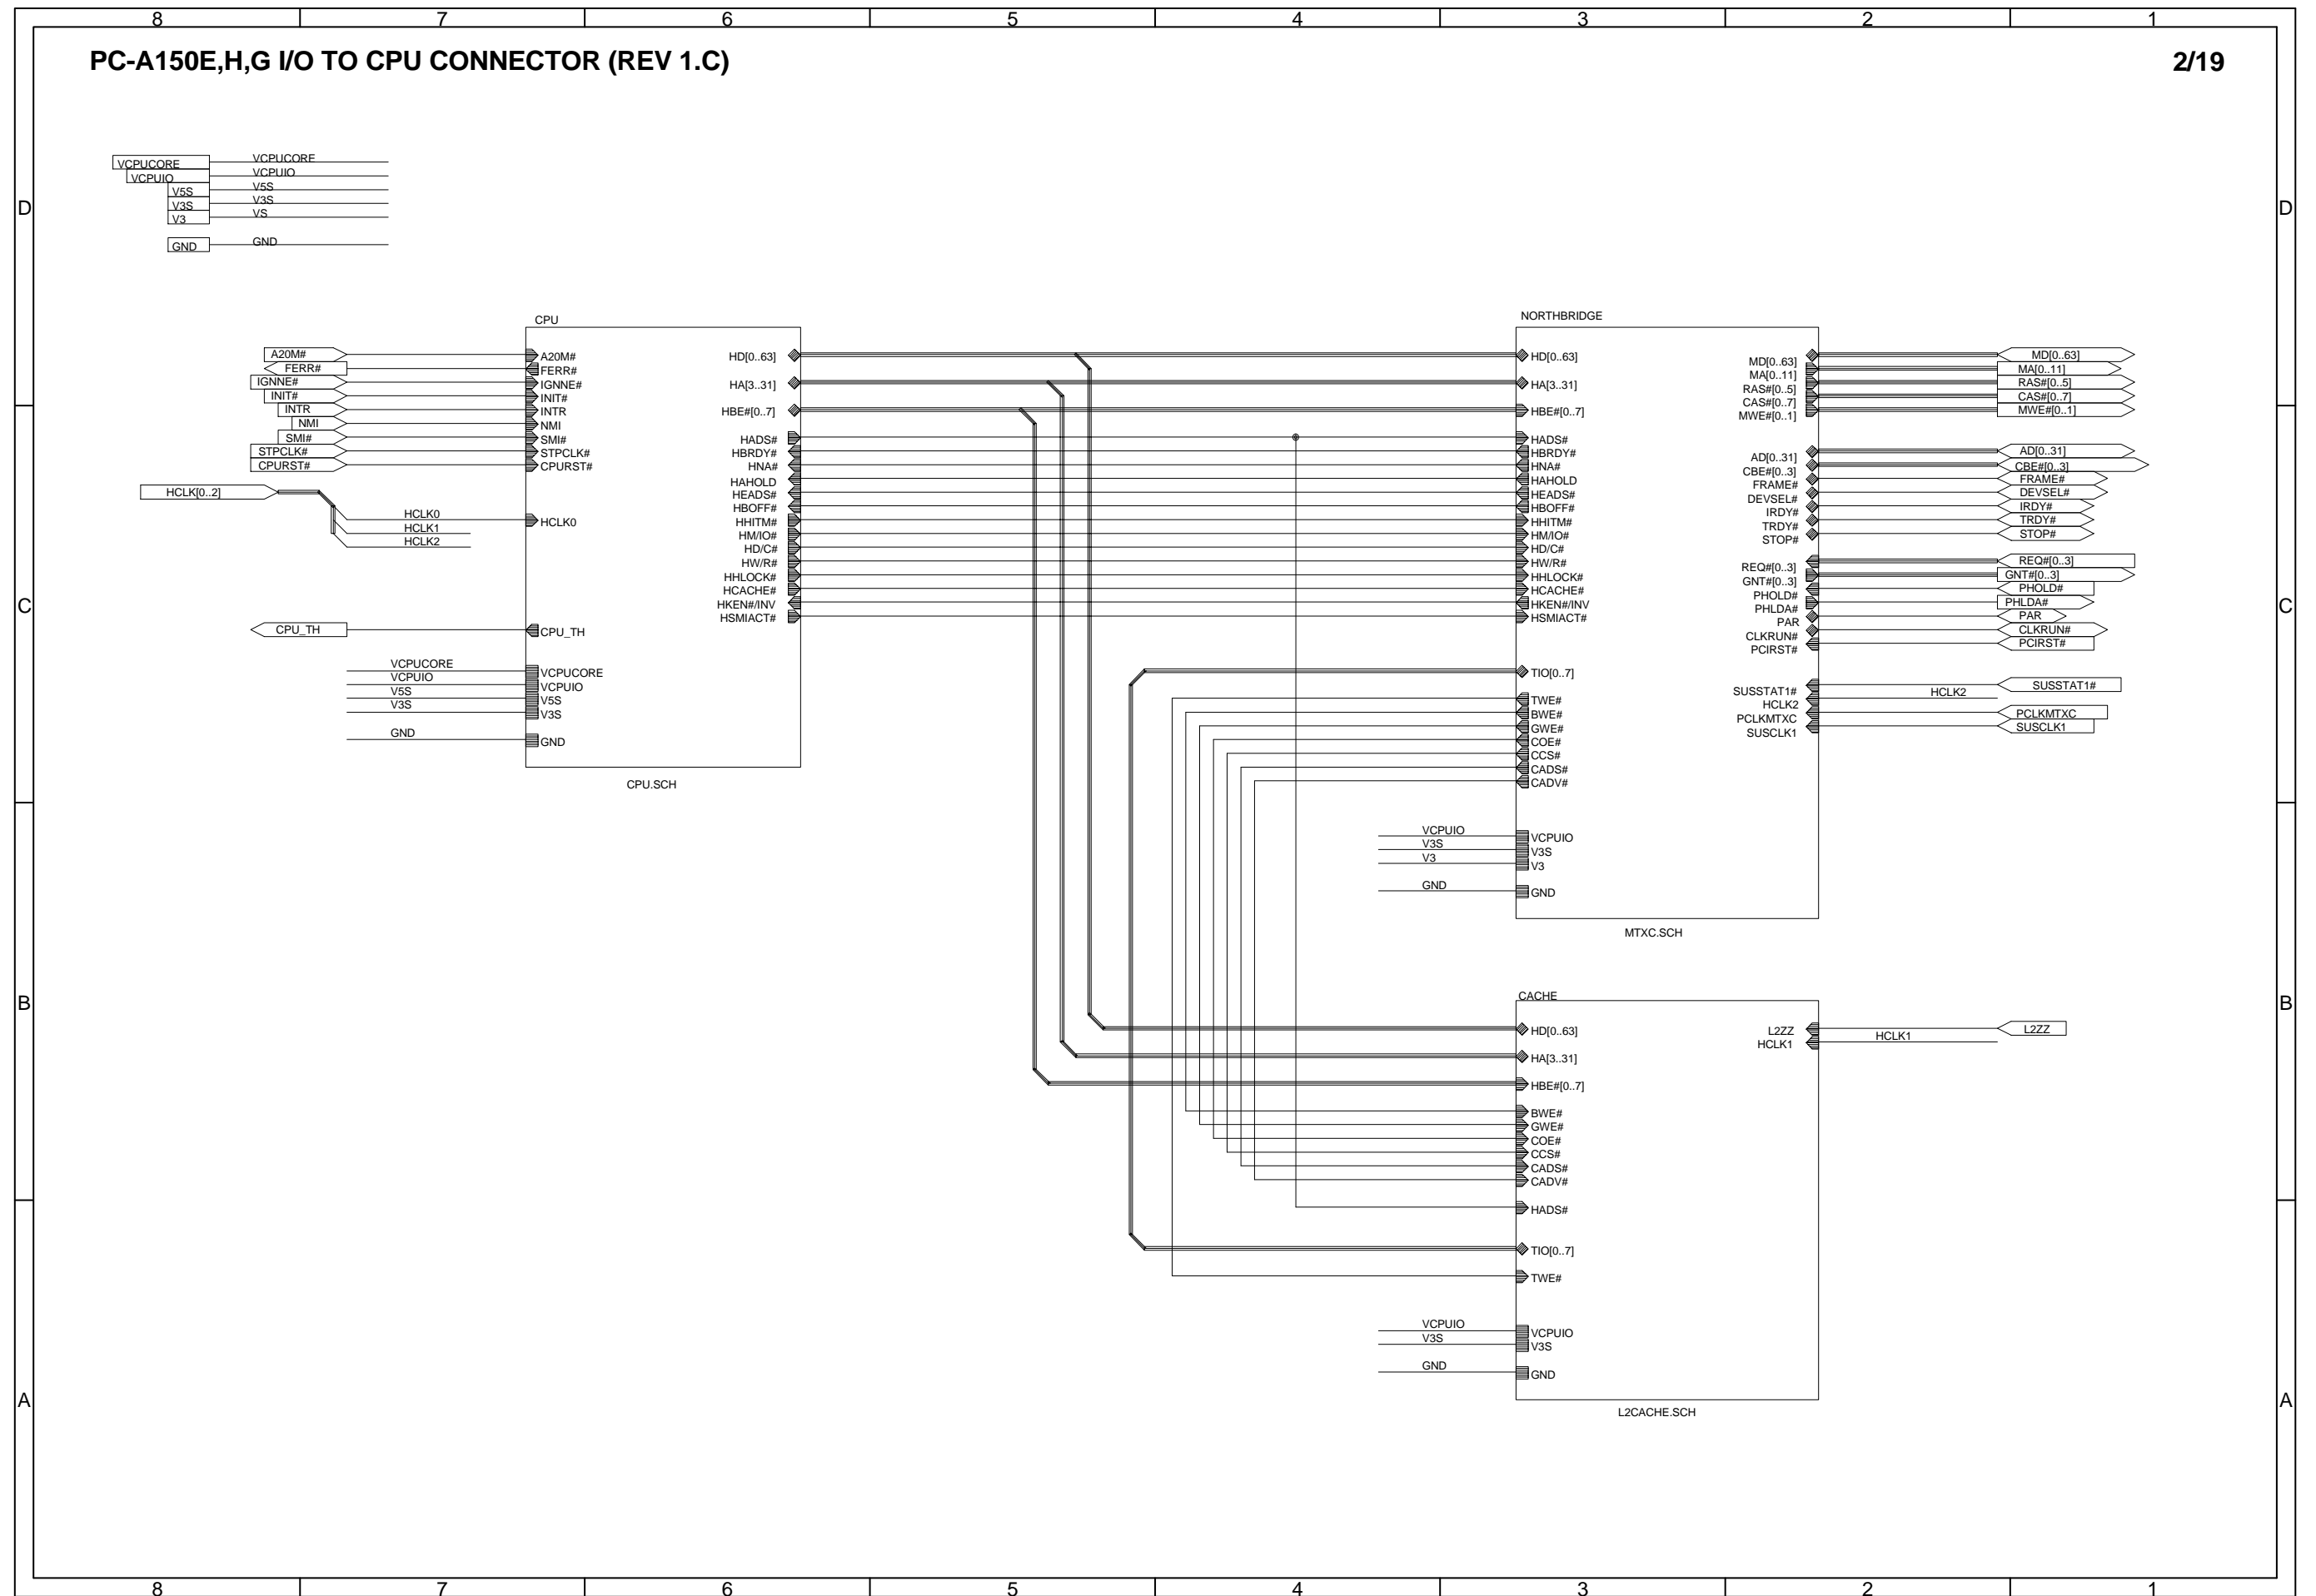 8 7 6 5 4 3 2 1
PC-A150E,H,G I/O TO CPU CONNECTOR (REV 1.C)
2/19
VCPUCORE VCPUCORE
VCPUIO VCPUIO
V5S V5S
V3S V3S
V3 VS
GND GND
D D
CPU
A20M# A20M#
FERR# FERR#
IGNNE# IGNNE#
INIT# INIT#
INTR INTR
NMI NMI
SMI# SMI#
STPCLK# STPCLK#
CPURST# CPURST#
HCLK[0..2]
HCLK0 HCLK0
HCLK1
HCLK2
CPU_TH CPU_TH
VCPUCORE VCPUCORE
VCPUIO VCPUIO
V5S V5S
V3S V3S
GND GND
HD[0..63]
HA[3..31]
HBE#[0..7]
HADS#
HBRDY#
HNA#
HAHOLD
HEADS#
HBOFF#
HHITM#
HM/IO#
HD/C#
HW/R#
HHLOCK#
HCACHE#
HKEN#/INV
HSMIACT#
CPU.SCH
NORTHBRIDGE
HD[0..63]
HA[3..31]
HBE#[0..7]
HADS#
HBRDY#
HNA#
HAHOLD
HEADS#
HBOFF#
HHITM#
HM/IO#
HD/C#
HW/R#
HHLOCK#
HCACHE#
HKEN#/INV
HSMIACT#
TIO[0..7]
TWE#
BWE#
GWE#
COE#
CCS#
CADS#
CADV#
VCPUIO VCPUIO
V3S V3S
V3 V3
GND GND
MD[0..63] MD[0..63]
MA[0..11] MA[0..11]
RAS#[0..5] RAS#[0..5]
CAS#[0..7] CAS#[0..7]
MWE#[0..1] MWE#[0..1]
AD[0..31] AD[0..31]
CBE#[0..3] CBE#[0..3]
FRAME# FRAME#
DEVSEL# DEVSEL#
IRDY# IRDY#
TRDY# TRDY#
STOP# STOP#
REQ#[0..3] REQ#[0..3]
GNT#[0..3] GNT#[0..3]
PHOLD# PHOLD#
PHLDA# PHLDA#
PAR PAR
CLKRUN# CLKRUN#
PCIRST# PCIRST#
SUSSTAT1# SUSSTAT1#
HCLK2 HCLK2
PCLKMTXC PCLKMTXC
SUSCLK1 SUSCLK1
MTXC.SCH
C C
CACHE
HD[0..63]
HA[3..31]
HBE#[0..7]
BWE#
GWE#
COE#
CCS#
CADS#
CADV#
HADS#
TIO[0..7]
TWE#
VCPUIO VCPUIO
V3S V3S
GND GND
L2ZZ L2ZZ
HCLK1 HCLK1
L2CACHE.SCH
B B
A A
8 7 6 5 4 3 2 1